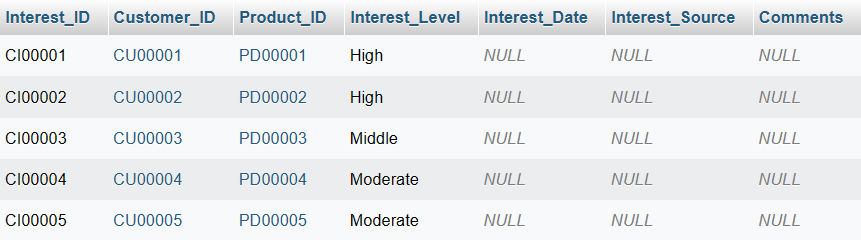 Interest_ID Customer_ID Product_ID Interest_Level Interest_Date Interest_Source Comments
CI00001 CU00001 PD00001 High NULL NULL NULL
CI00002 CU00002 PD00002 High NULL NULL NULL
CI00003 CU00003 PD00003 Middle NULL NULL NULL
CI00004 CU00004 PD00004 Moderate NULL NULL NULL
CI00005 CU00005 PD00005 Moderate NULL NULL NULL